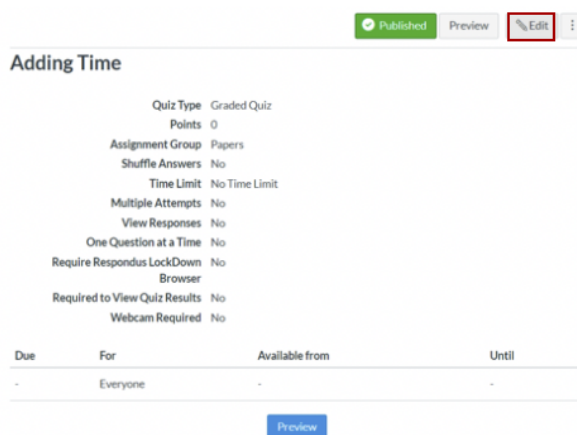 Published Preview Edit
Adding Time
Quiz Type Graded Quiz
Points 0
Assignment Group Papers
Shuffle Answers No
Time Limit No Time Limit
Multiple Attempts No
View Responses No
One Question at a Time No
Require Respondus LockDown No
Browser
Required to View Quiz Results No
Webcam Required No
Due For Available from Until
- Everyone - -
Preview